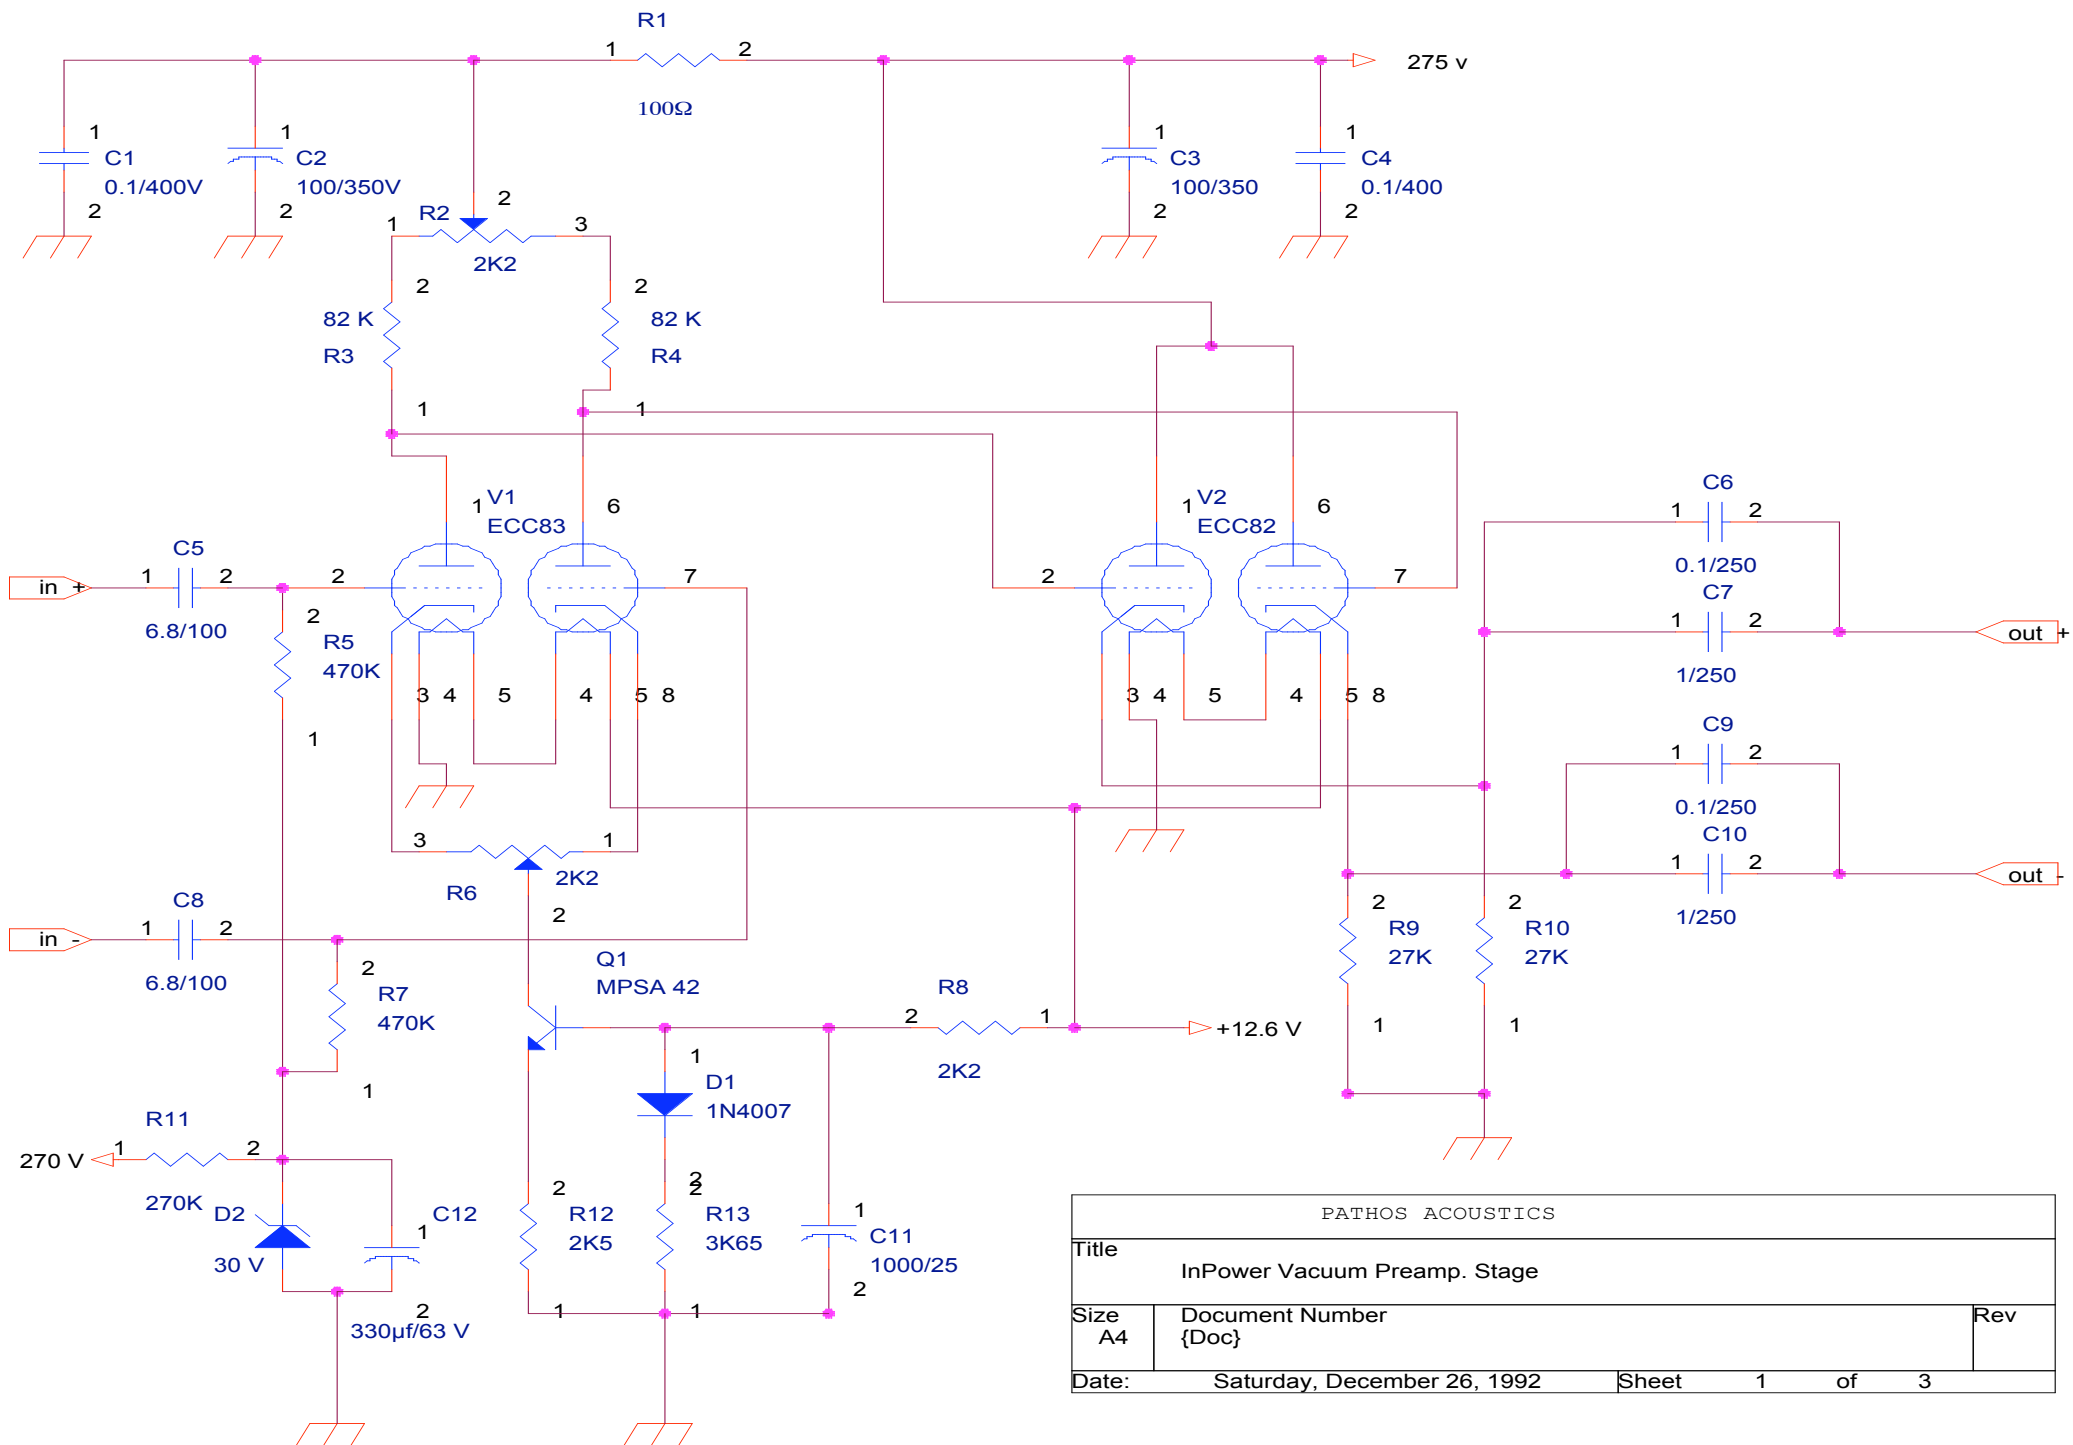 R1
1 2
275 v
100Ω
1 1 1 1
C1 C2 C3 C4
0.1/400V 100/350V 100/350 0.1/400
2 2 2 2
R2 2
1 3
2K2
2 2
82 K 82 K
R3 R4
1 1
V1 V2
1 6 1 6
ECC83 ECC82
C6
1 2
0.1/250
C5
in + 1 2 2 7 2 7
6.8/100
C7
1 2
out +
1/250
2
R5
470K
3 4 5 4 5 8 3 4 5 4 5 8
1
C9
1 2
0.1/250
3 1
R6 2K2
2
C10
1 2
out -
1/250
C8
in - 1 2
6.8/100
2
R7
470K
1
Q1
MPSA 42
R8
2 1
+12.6 V
2K2
2 2
R9 R10
27K 27K
1 1
1
D1
1N4007
2
R11
270 V 1 2
270K
D2
30 V
C12
1
2
330µf/63 V
2 2 1
R12 R13 C11
2K5 3K65 1000/25
1 1 2
PATHOS ACOUSTICS
Title
InPower Vacuum Preamp. Stage
Size Document Number Rev
A4 {Doc}
Date: Saturday, December 26, 1992 Sheet 1 of 3